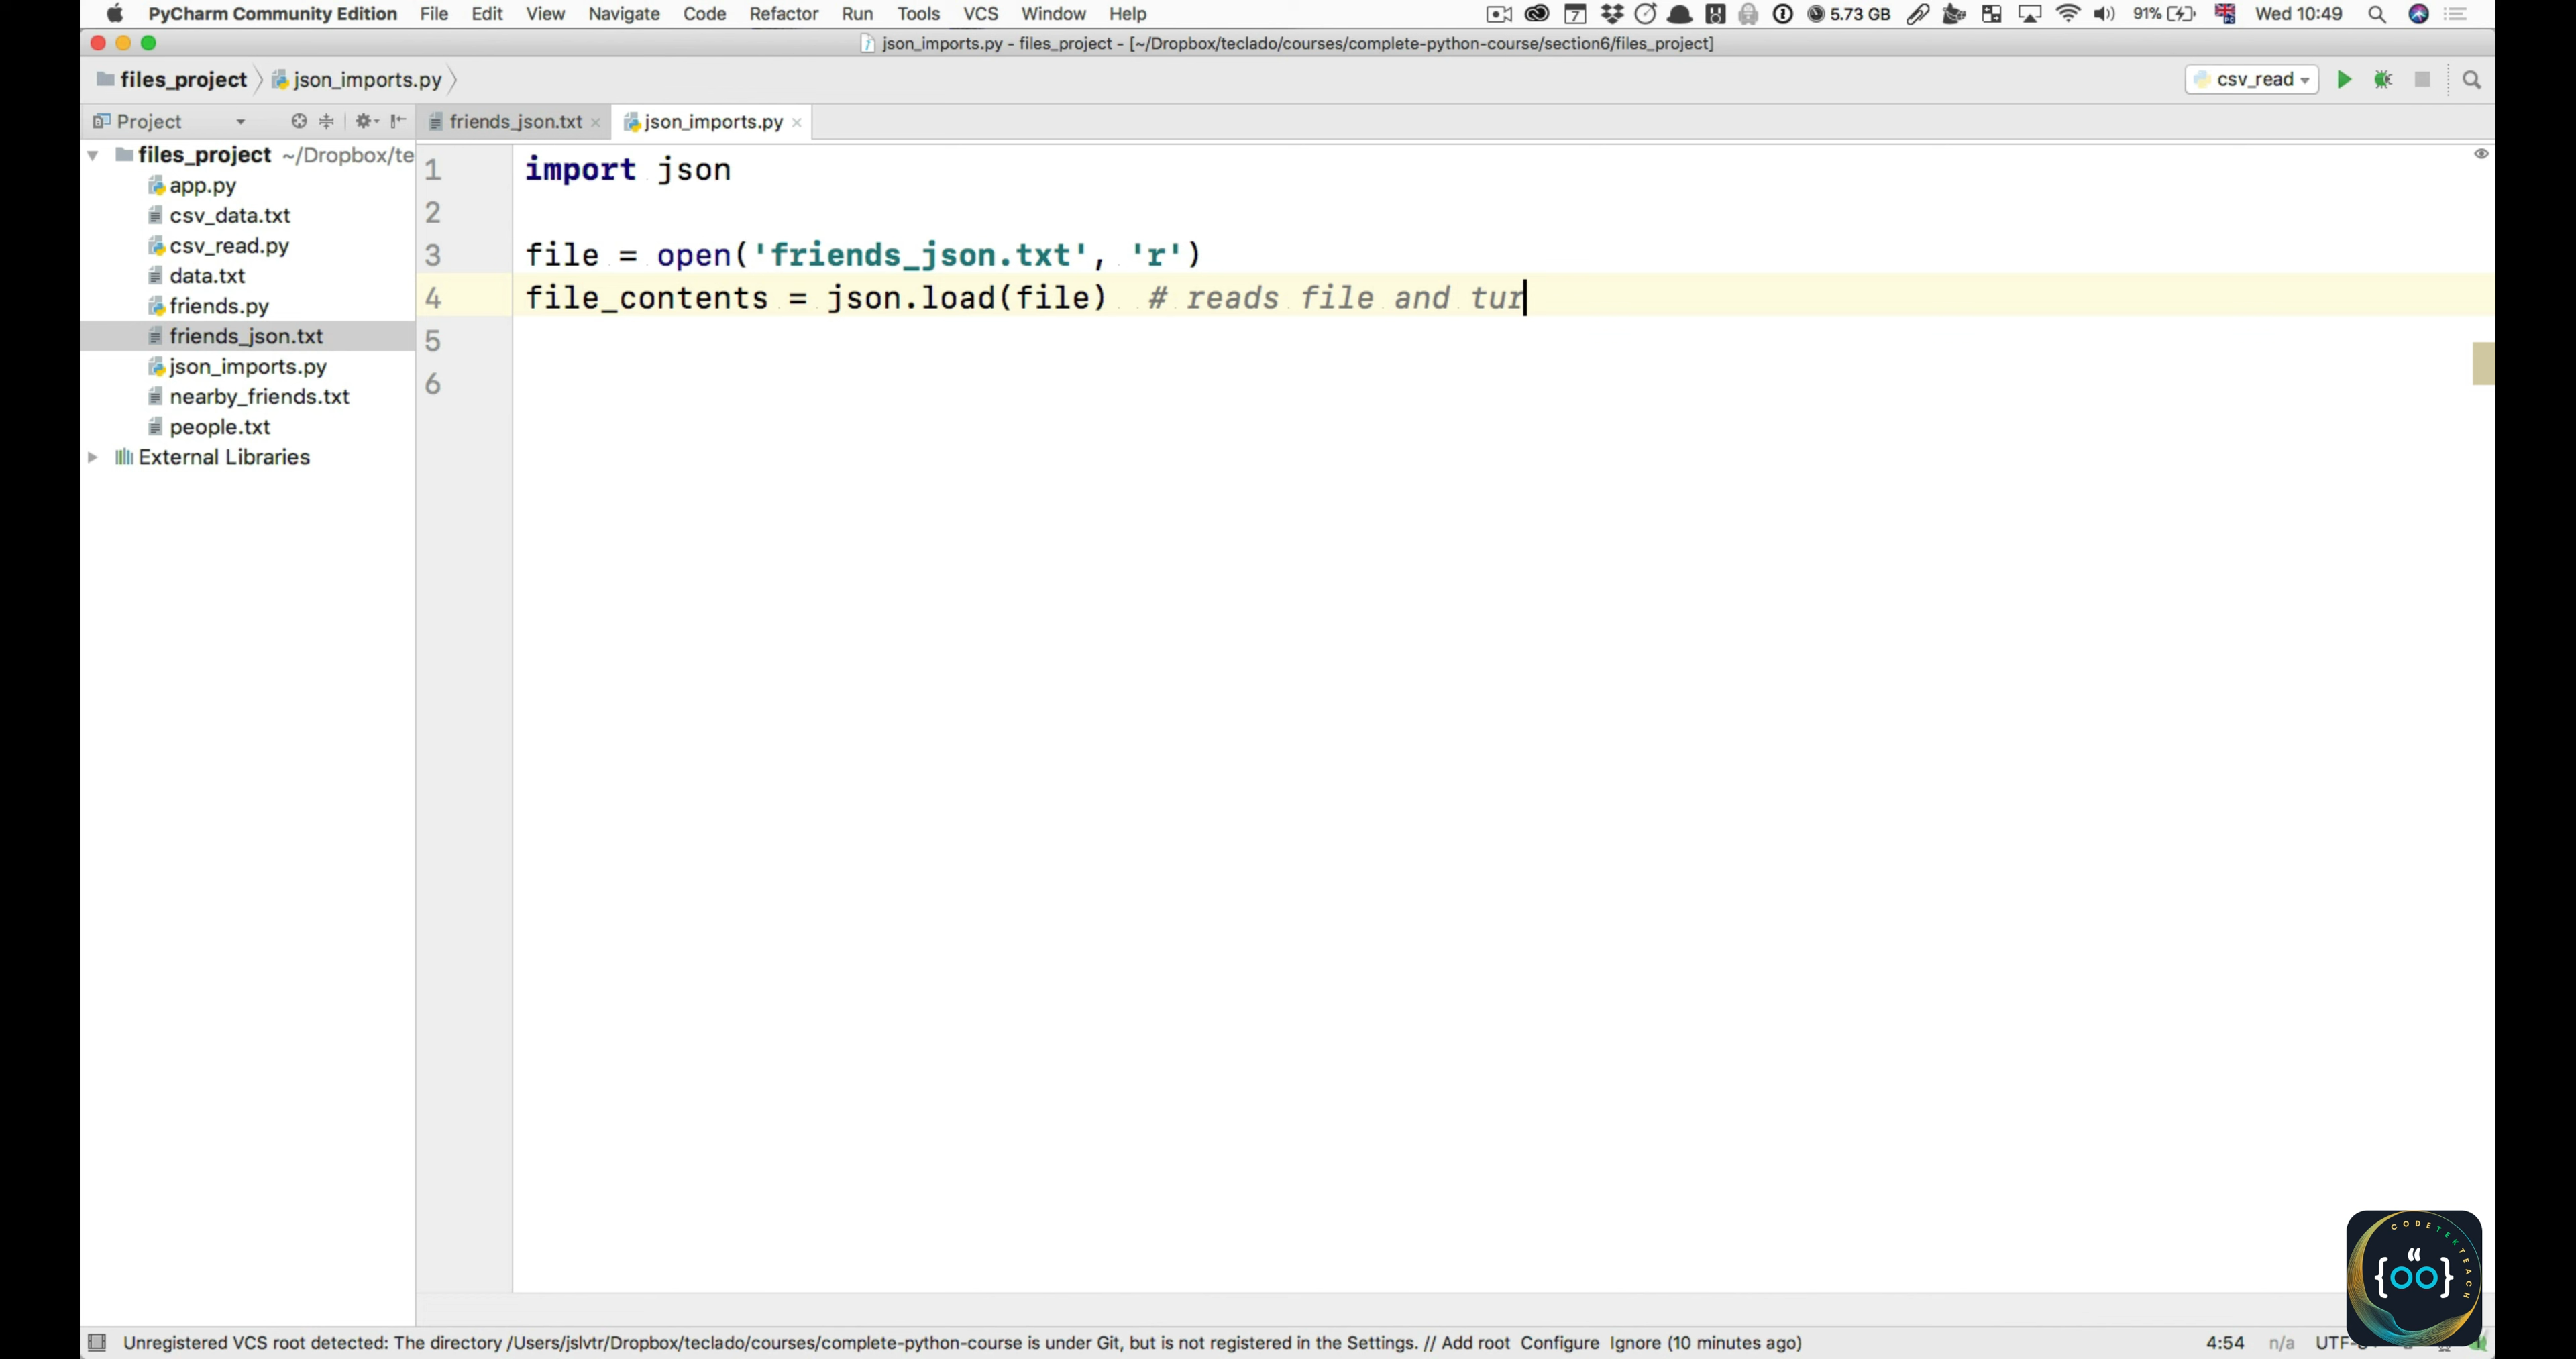 PyCharm Community Edition File Edit View Navigate Code Refactor Run Tools VCS Window Help 7 5.73 GB 91% Wed 10:49
json_imports.py - files_project - [~/Dropbox/teclado/courses/complete-python-course/section6/files_project]
files_project json_imports.py csv_read
Project friends_json.txt json_imports.py
files_project ~/Dropbox/te
app.py
csv_data.txt
csv_read.py
data.txt
friends.py
friends_json.txt
json_imports.py
nearby_friends.txt
people.txt
External Libraries
1 import json
2
3 file = open('friends_json.txt', 'r')
4 file_contents = json.load(file)  # reads file and tur
5
6
CODETEKTEACH
{oo}
Unregistered VCS root detected: The directory /Users/jslvtr/Dropbox/teclado/courses/complete-python-course is under Git, but is not registered in the Settings. // Add root Configure Ignore (10 minutes ago) 4:54 n/a